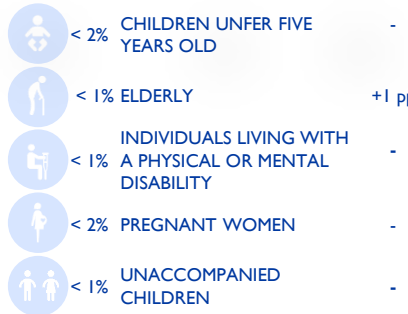 < 2% CHILDREN UNFER FIVE YEARS OLD -
< 1% ELDERLY +1 pp
< 1% INDIVIDUALS LIVING WITH A PHYSICAL OR MENTAL DISABILITY -
< 2% PREGNANT WOMEN -
< 1% UNACCOMPANIED CHILDREN -